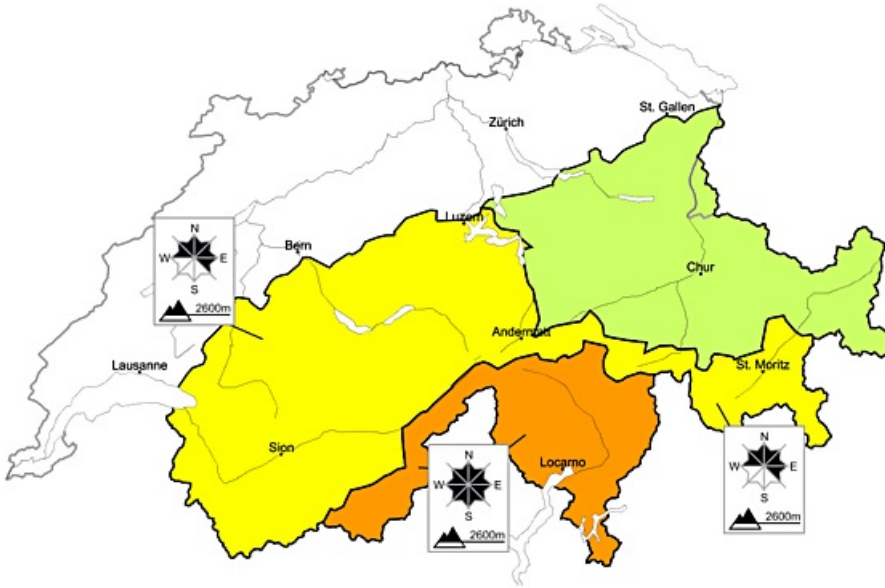 St. Gallen
Zürich
Luzern
N
Bern
W E
Chur
S
2600m
Andermatt
Lausanne
St. Moritz
Sion
N
N
Locarno
W E
W E
S
S
2600m
2600m